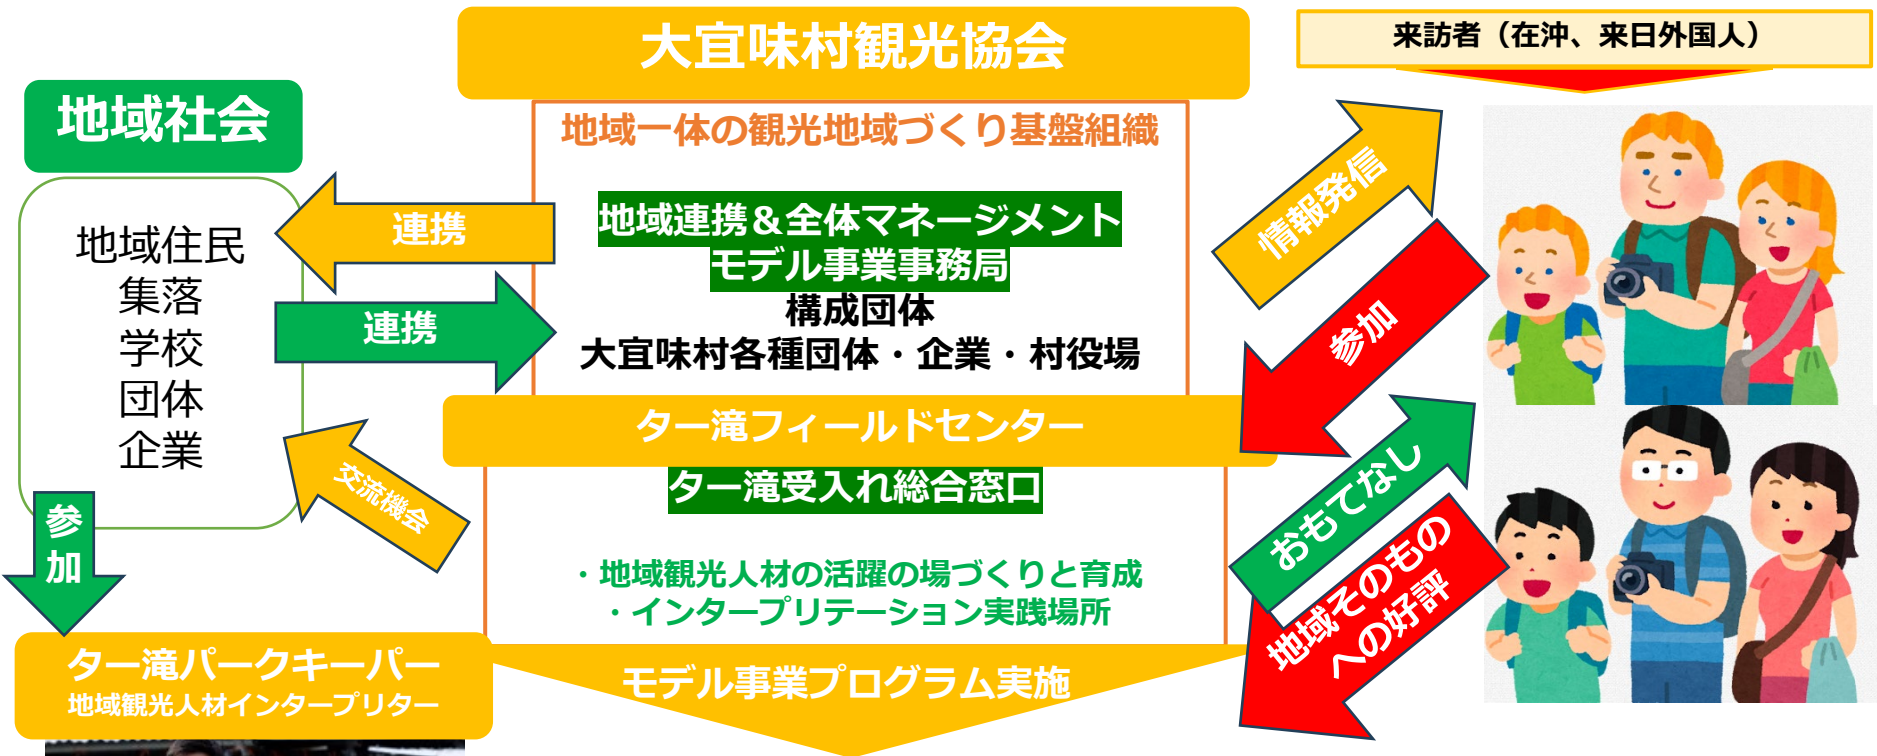 大宜味村観光協会
来訪者（在沖、来日外国人）
地域社会
地域一体の観光地域づくり基盤組織
地域連携＆全体マネージメント
モデル事業事務局
構成団体
大宜味村各種団体・企業・村役場
連携
連携
地域住民
集落
学校
団体
企業
情報発信
参加
ター滝フィールドセンター
ター滝受入れ総合窓口
・地域観光人材の活躍の場づくりと育成
・インタープリテーション実践場所
交流機会
おもてなし
地域そのもの
への好評
参
加
ター滝パークキーパー
地域観光人材インタープリター
モデル事業プログラム実施